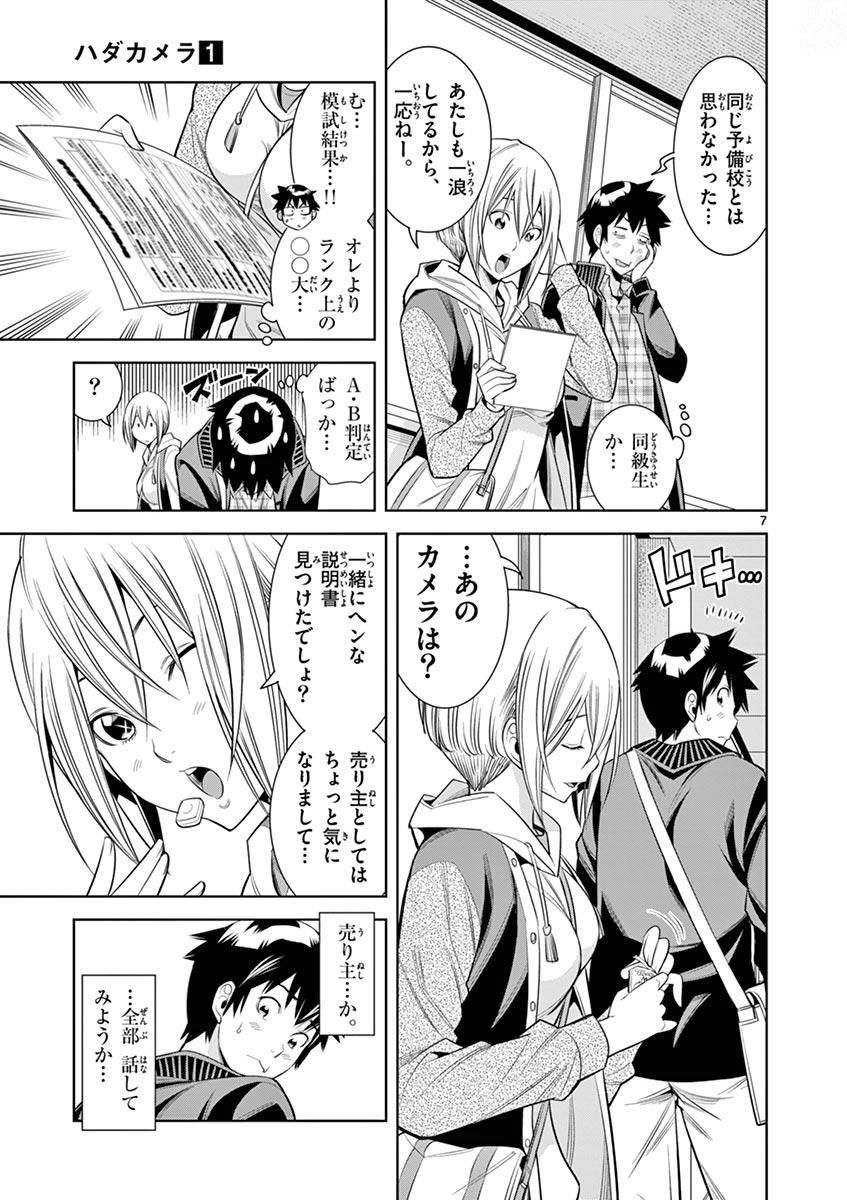 ハダカメラ1
同じ予備校とは
思わなかった…
あたしも一浪
してるから、
一応ねー。
同級生
か…
む…
模試結果…!!
オレより
ランク上の
〇〇大…
A・B判定
ばっか…
ズーン
?
7
…あの
カメラは?
ドキ…
一緒にヘンな
説明書
見つけたでしょ?
売り主としては
ちょっと気に
なりまして…
売り主…か。
…全部 話して
みようか…